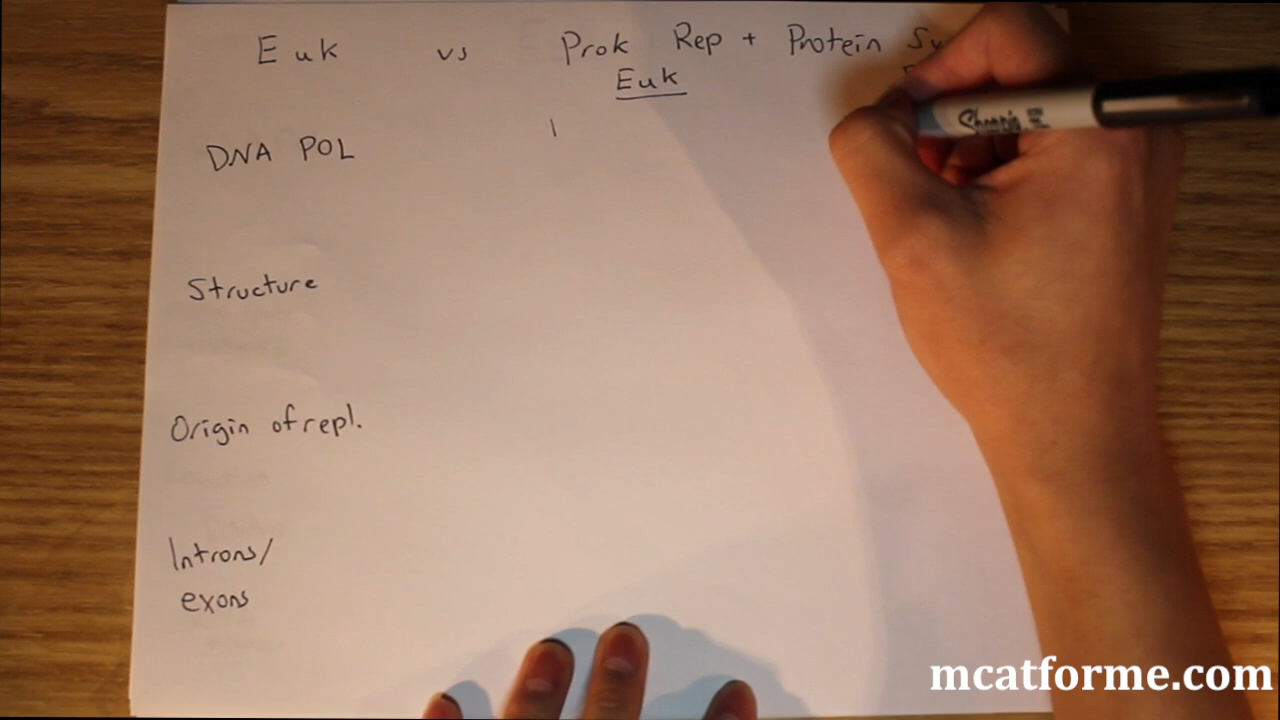 Euk vs Prok Rep + Protein Sy
Euk
DNA POL
Structure
Origin of repl.
Introns/
exons
Sharpie
mcatforme.com